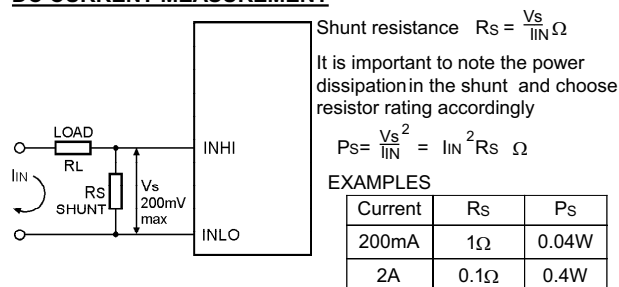 DC CURRENT MEASUREMENT
Shunt resistance Rs = Vs/IIN Ω
It is important to note the power
dissipation in the shunt and choose
resistor rating accordingly
Ps= Vs²/IIN = IIN²Rs Ω
EXAMPLES
Current Rs Ps
200mA 1Ω 0.04W
2A 0.1Ω 0.4W
LOAD
RL
IIN
Rs
SHUNT
Vs
200mV
max
INHI
INLO